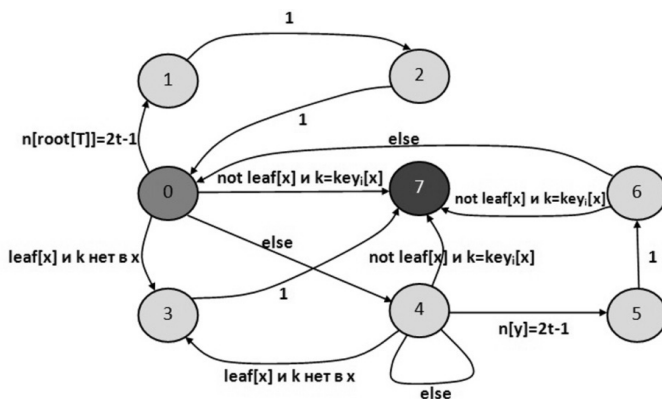 1
1
2
n[root[T]]=2t-1
1
else
0
not leaf[x] и k=keyᵢ[x]
7
not leaf[x] и k=keyᵢ[x]
6
else
leaf[x] и k нет в x
not leaf[x] и k=keyᵢ[x]
1
3
1
4
n[y]=2t-1
5
leaf[x] и k нет в x
else